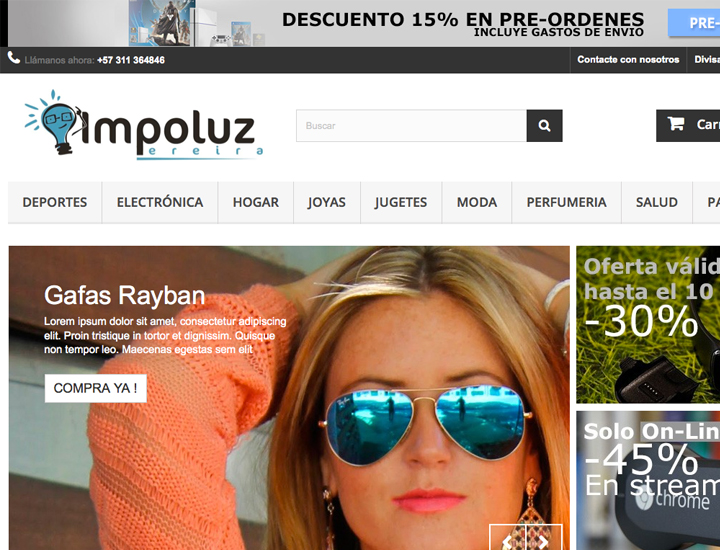 DESCUENTO 15% EN PRE-ORDENES
INCLUYE GASTOS DE ENVIO
PRE-
Llámanos ahora: +57 311 364846
Contacte con nosotros
Divisa
Impoluz
ereira
Buscar
Carr
DEPORTES
ELECTRÓNICA
HOGAR
JOYAS
JUGETES
MODA
PERFUMERIA
SALUD
PA
Gafas Rayban
Lorem ipsum dolor sit amet, consectetur adipiscing
elit. Proin tristique in tortor et dignissim. Quisque
non tempor leo. Maecenas egestas sem elit
COMPRA YA !
Oferta válid
hasta el 10
-30%
Solo On-Lin
-45%
En stream
chrome